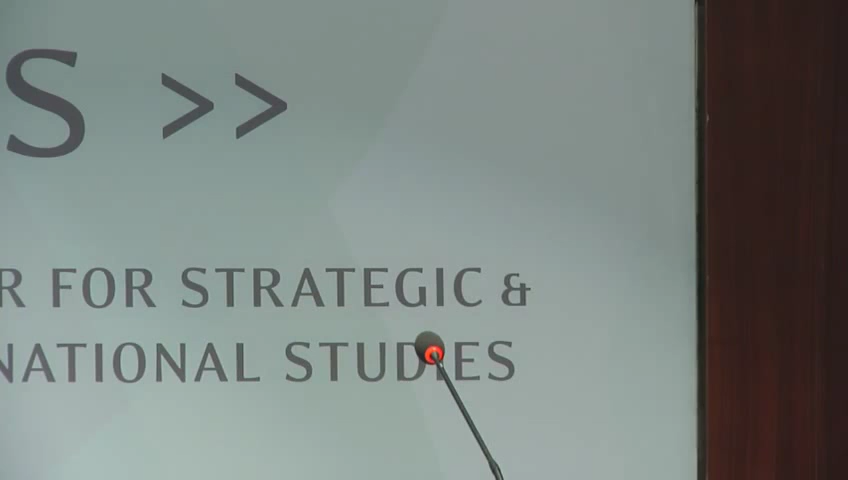 S >>
R FOR STRATEGIC &
NATIONAL STUDIES